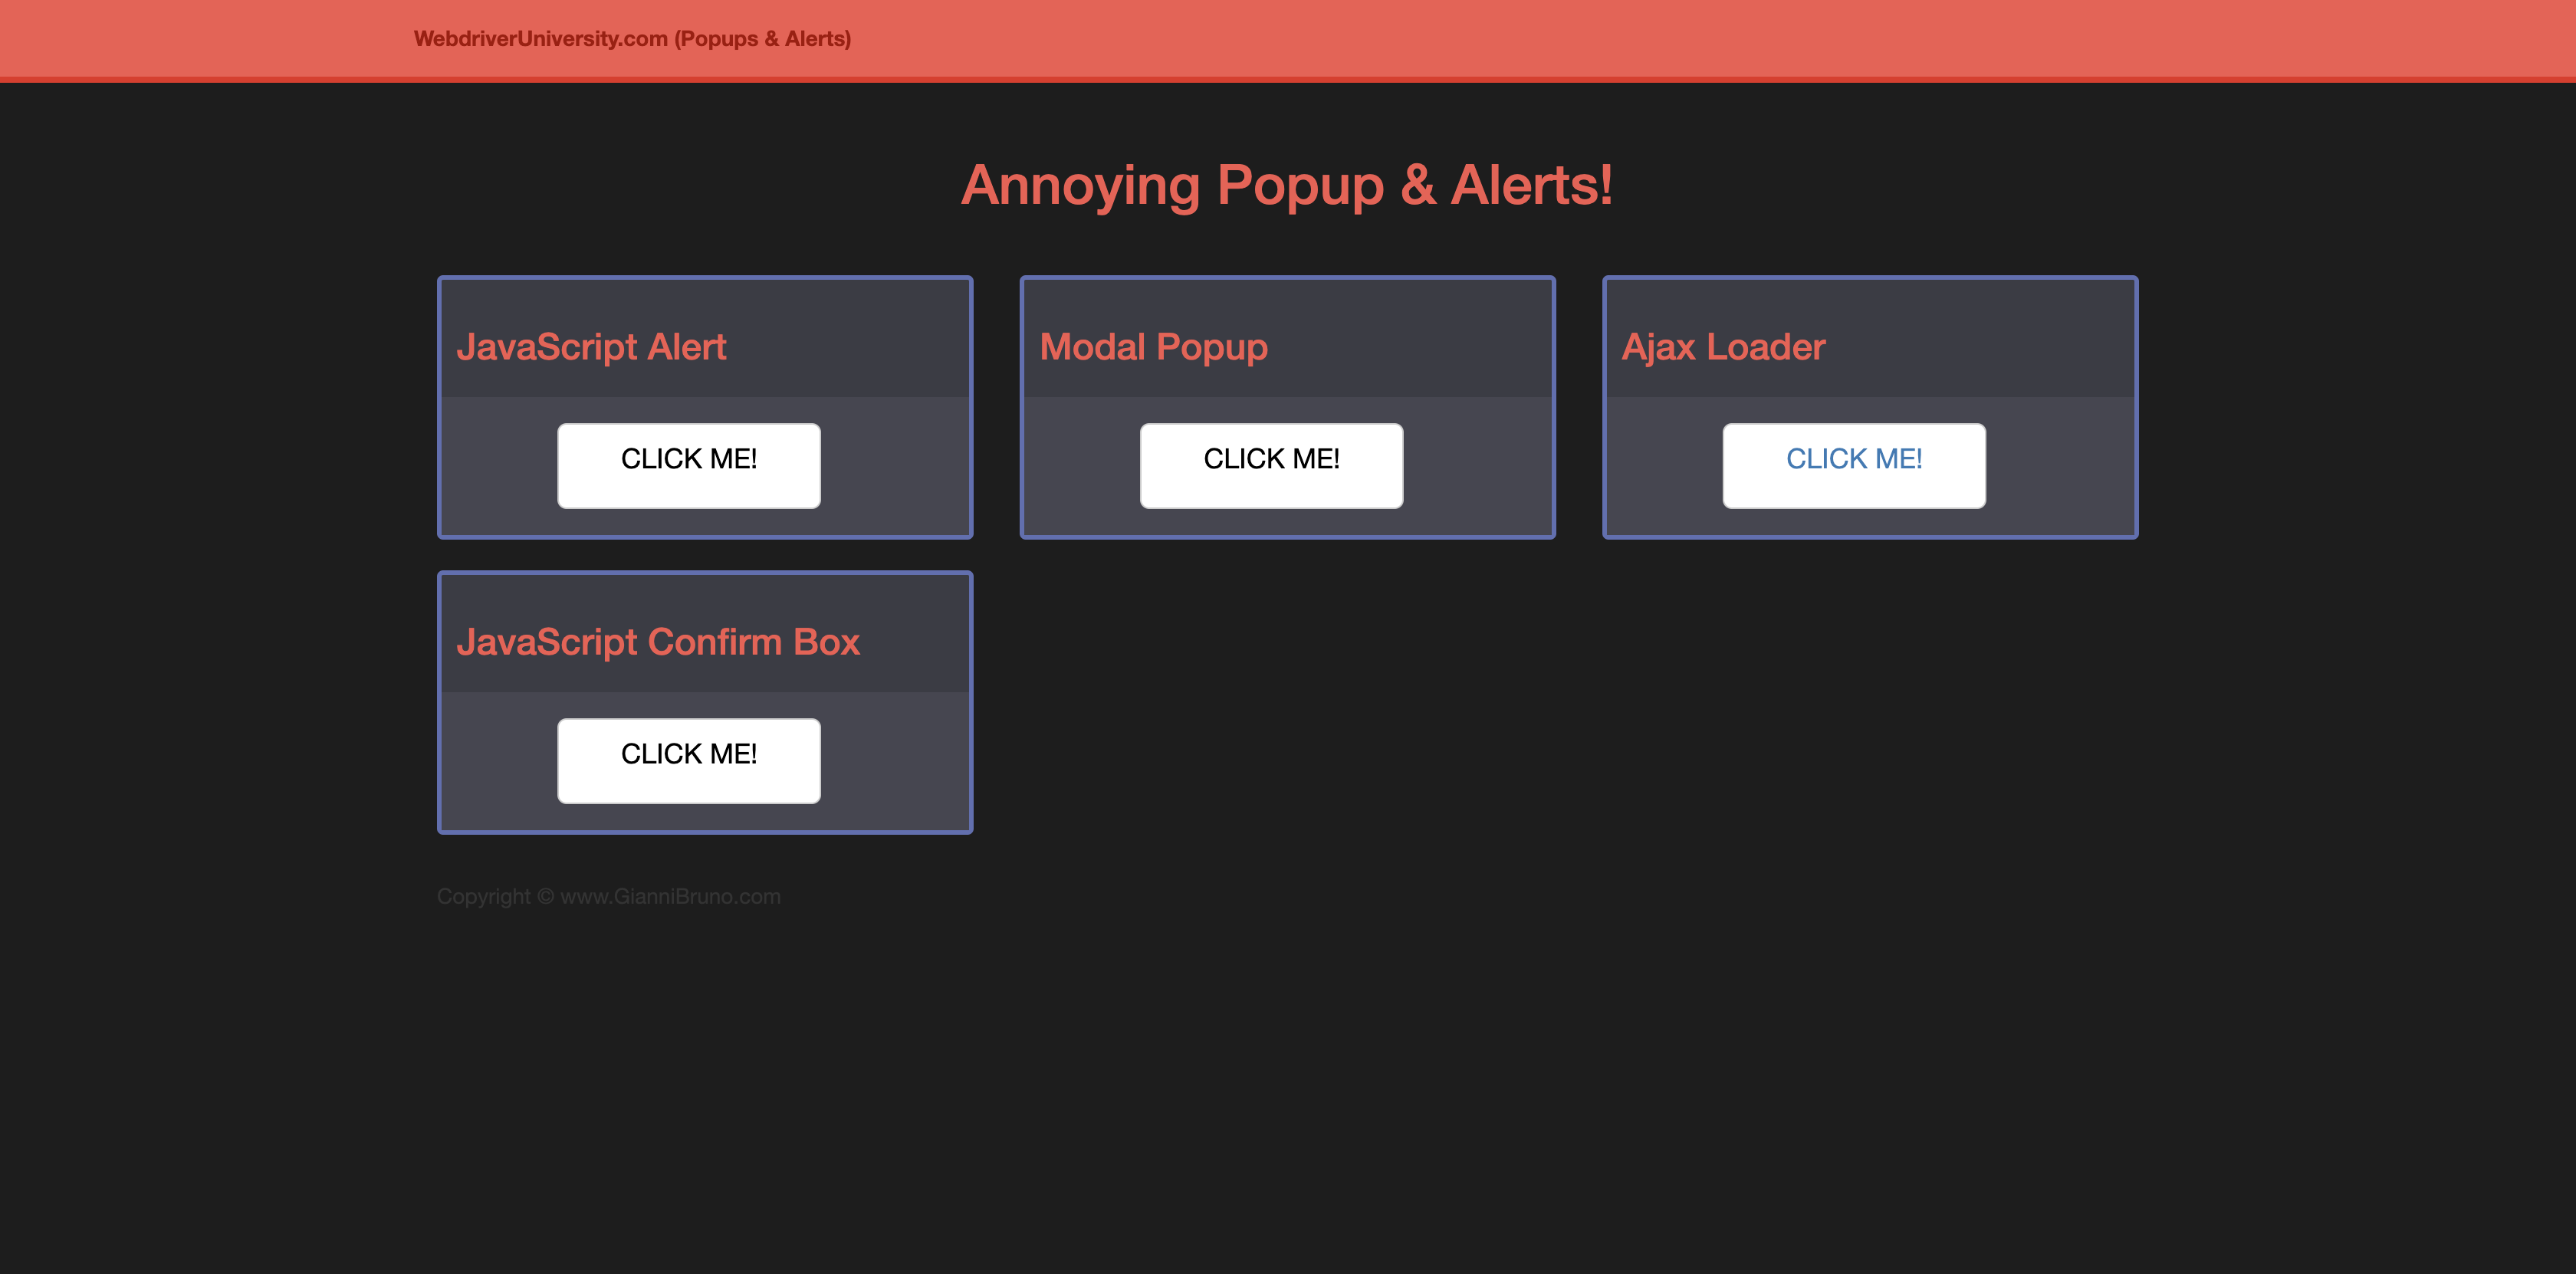 WebdriverUniversity.com (Popups & Alerts)
Annoying Popup & Alerts!
JavaScript Alert
CLICK ME!
Modal Popup
CLICK ME!
Ajax Loader
CLICK ME!
JavaScript Confirm Box
CLICK ME!
Copyright © www.GianniBruno.com